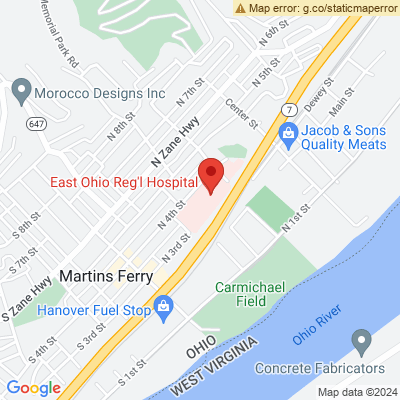 Map error: g.co/staticmaperror
Memorial Park Rd
N 6th St
N 5th St
N 7th St
Morocco Designs Inc
Center St
7
Dewey St
Main St
647
N 8th St
N Zane Hwy
Jacob & Sons
Quality Meats
East Ohio Reg'l Hospital
S 8th St
N 4th St
N 1st St
S 7th St
N 3rd St
Martins Ferry
S Zane Hwy
Carmichael
Field
Hanover Fuel Stop
Ohio River
S 3rd St
OHIO
WEST VIRGINIA
S 4th St
S 1st St
Concrete Fabricators
Google
Map data ©2024